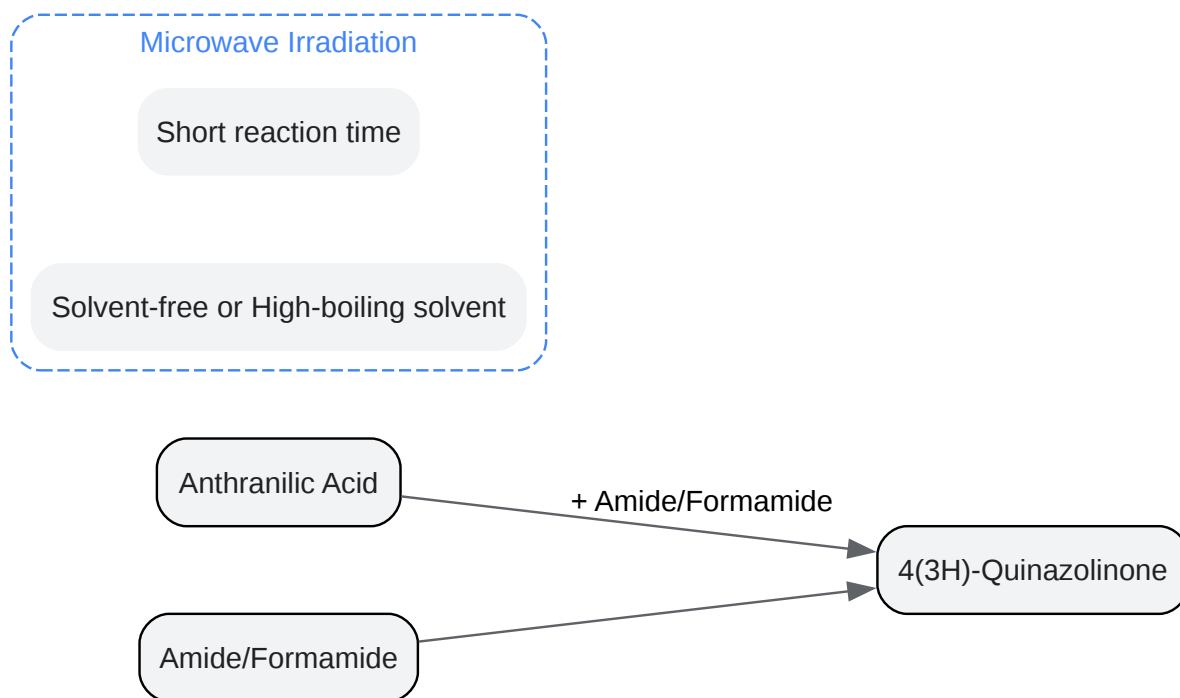 Microwave Irradiation
Short reaction time
Solvent-free or High-boiling solvent
Anthranilic Acid
+ Amide/Formamide
4(3H)-Quinazolinone
Amide/Formamide